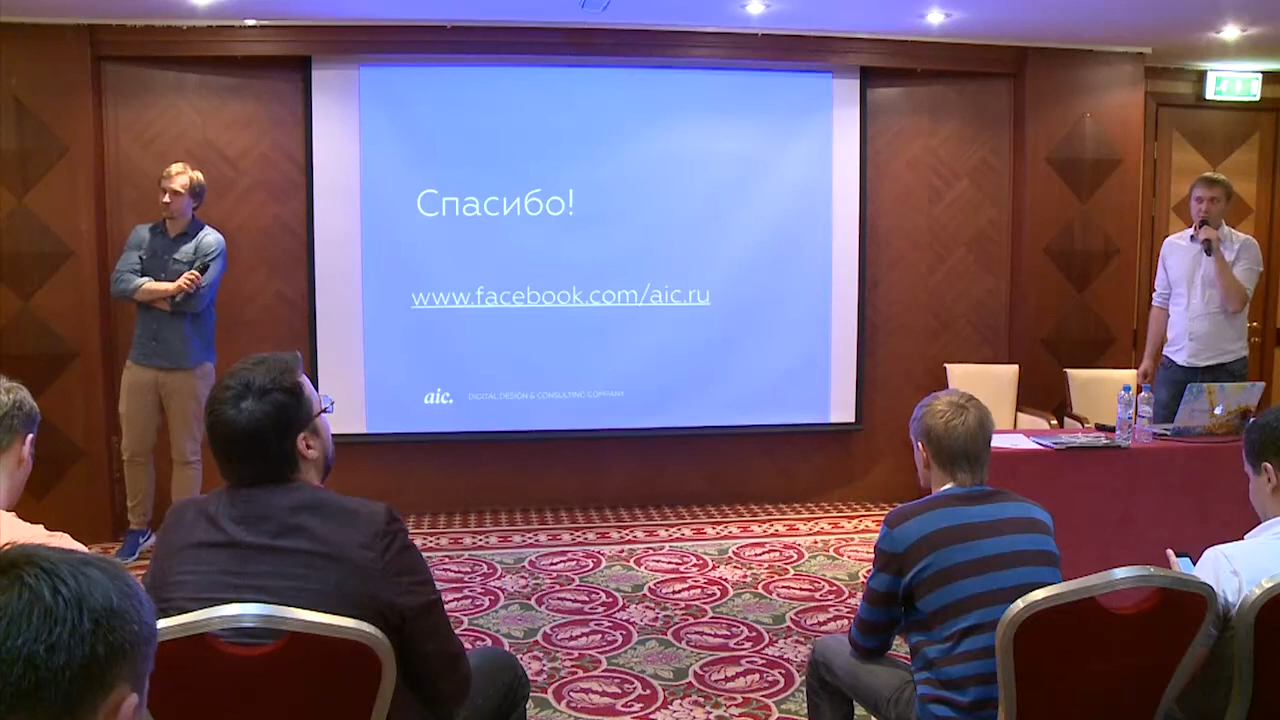 Спасибо!
www.facebook.com/aic.ru
aic. DIGITAL DESIGN & CONSULTING COMPANY